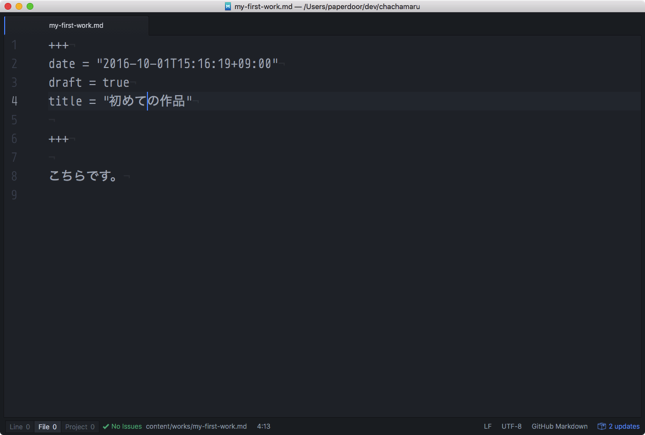 my-first-work.md — /Users/paperdoor/dev/chachamaru
my-first-work.md
1 +++
2 date = "2016-10-01T15:16:19+09:00"
3 draft = true
4 title = "初めての作品"
5
6 +++
7
8 こちらです。
9
Line 0 File 0 Project 0 No Issues content/works/my-first-work.md 4:13 LF UTF-8 GitHub Markdown 2 updates